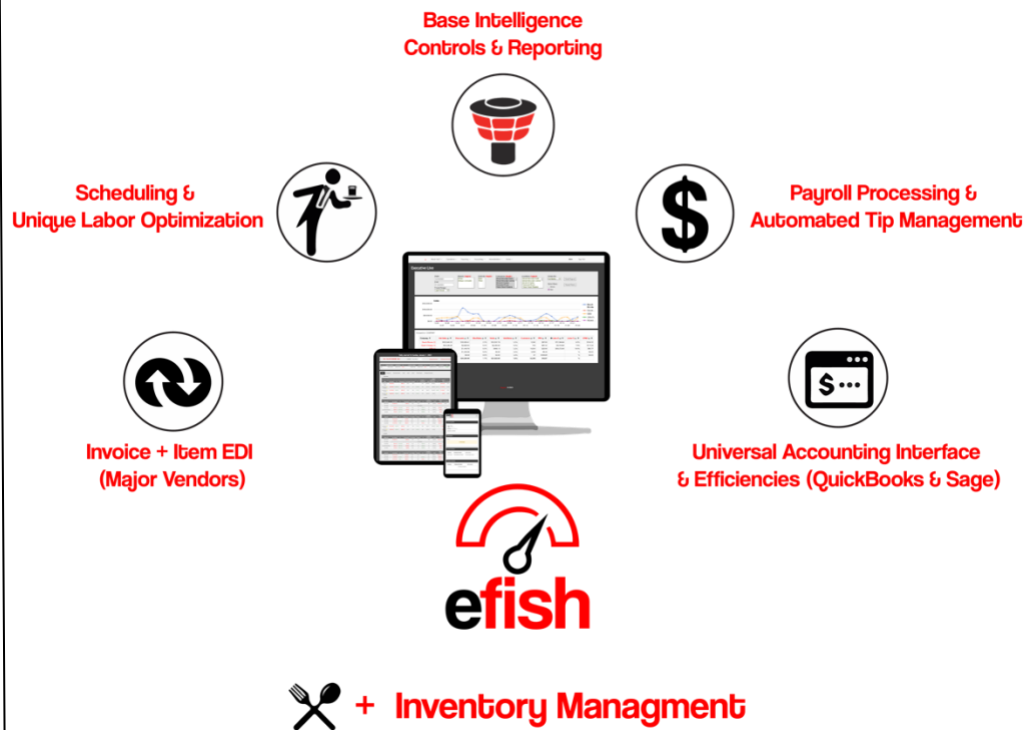 Base Intelligence
Controls & Reporting
Scheduling &
Unique Labor Optimization
Payroll Processing &
Automated Tip Management
Invoice + Item EDI
(Major Vendors)
$...
Universal Accounting Interface
& Efficiencies (QuickBooks & Sage)
efish
+ Inventory Managment